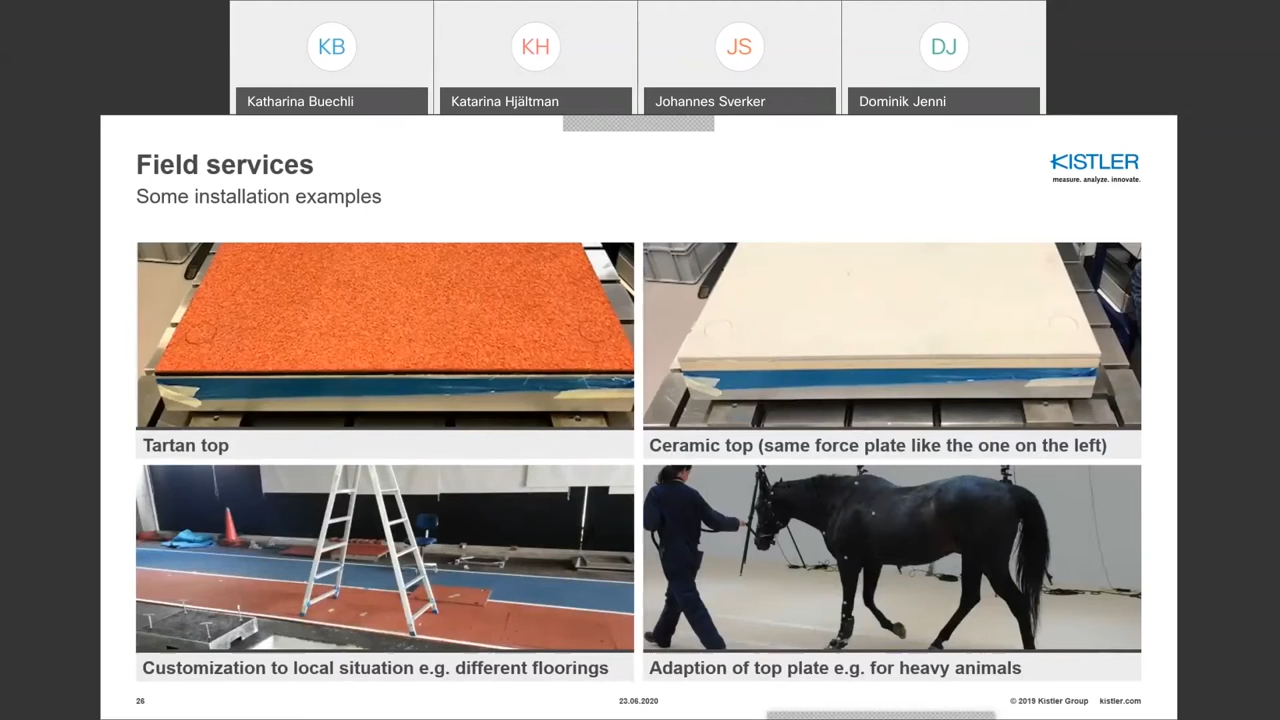 KB
KH
JS
DJ
Katharina Buechli
Katarina Hjältman
Johannes Sverker
Dominik Jenni
Field services
Some installation examples
KISTLER
measure. analyze. innovate.
Tartan top
Ceramic top (same force plate like the one on the left)
Customization to local situation e.g. different floorings
Adaption of top plate e.g. for heavy animals
26
23.06.2020
© 2019 Kistler Group
kistler.com